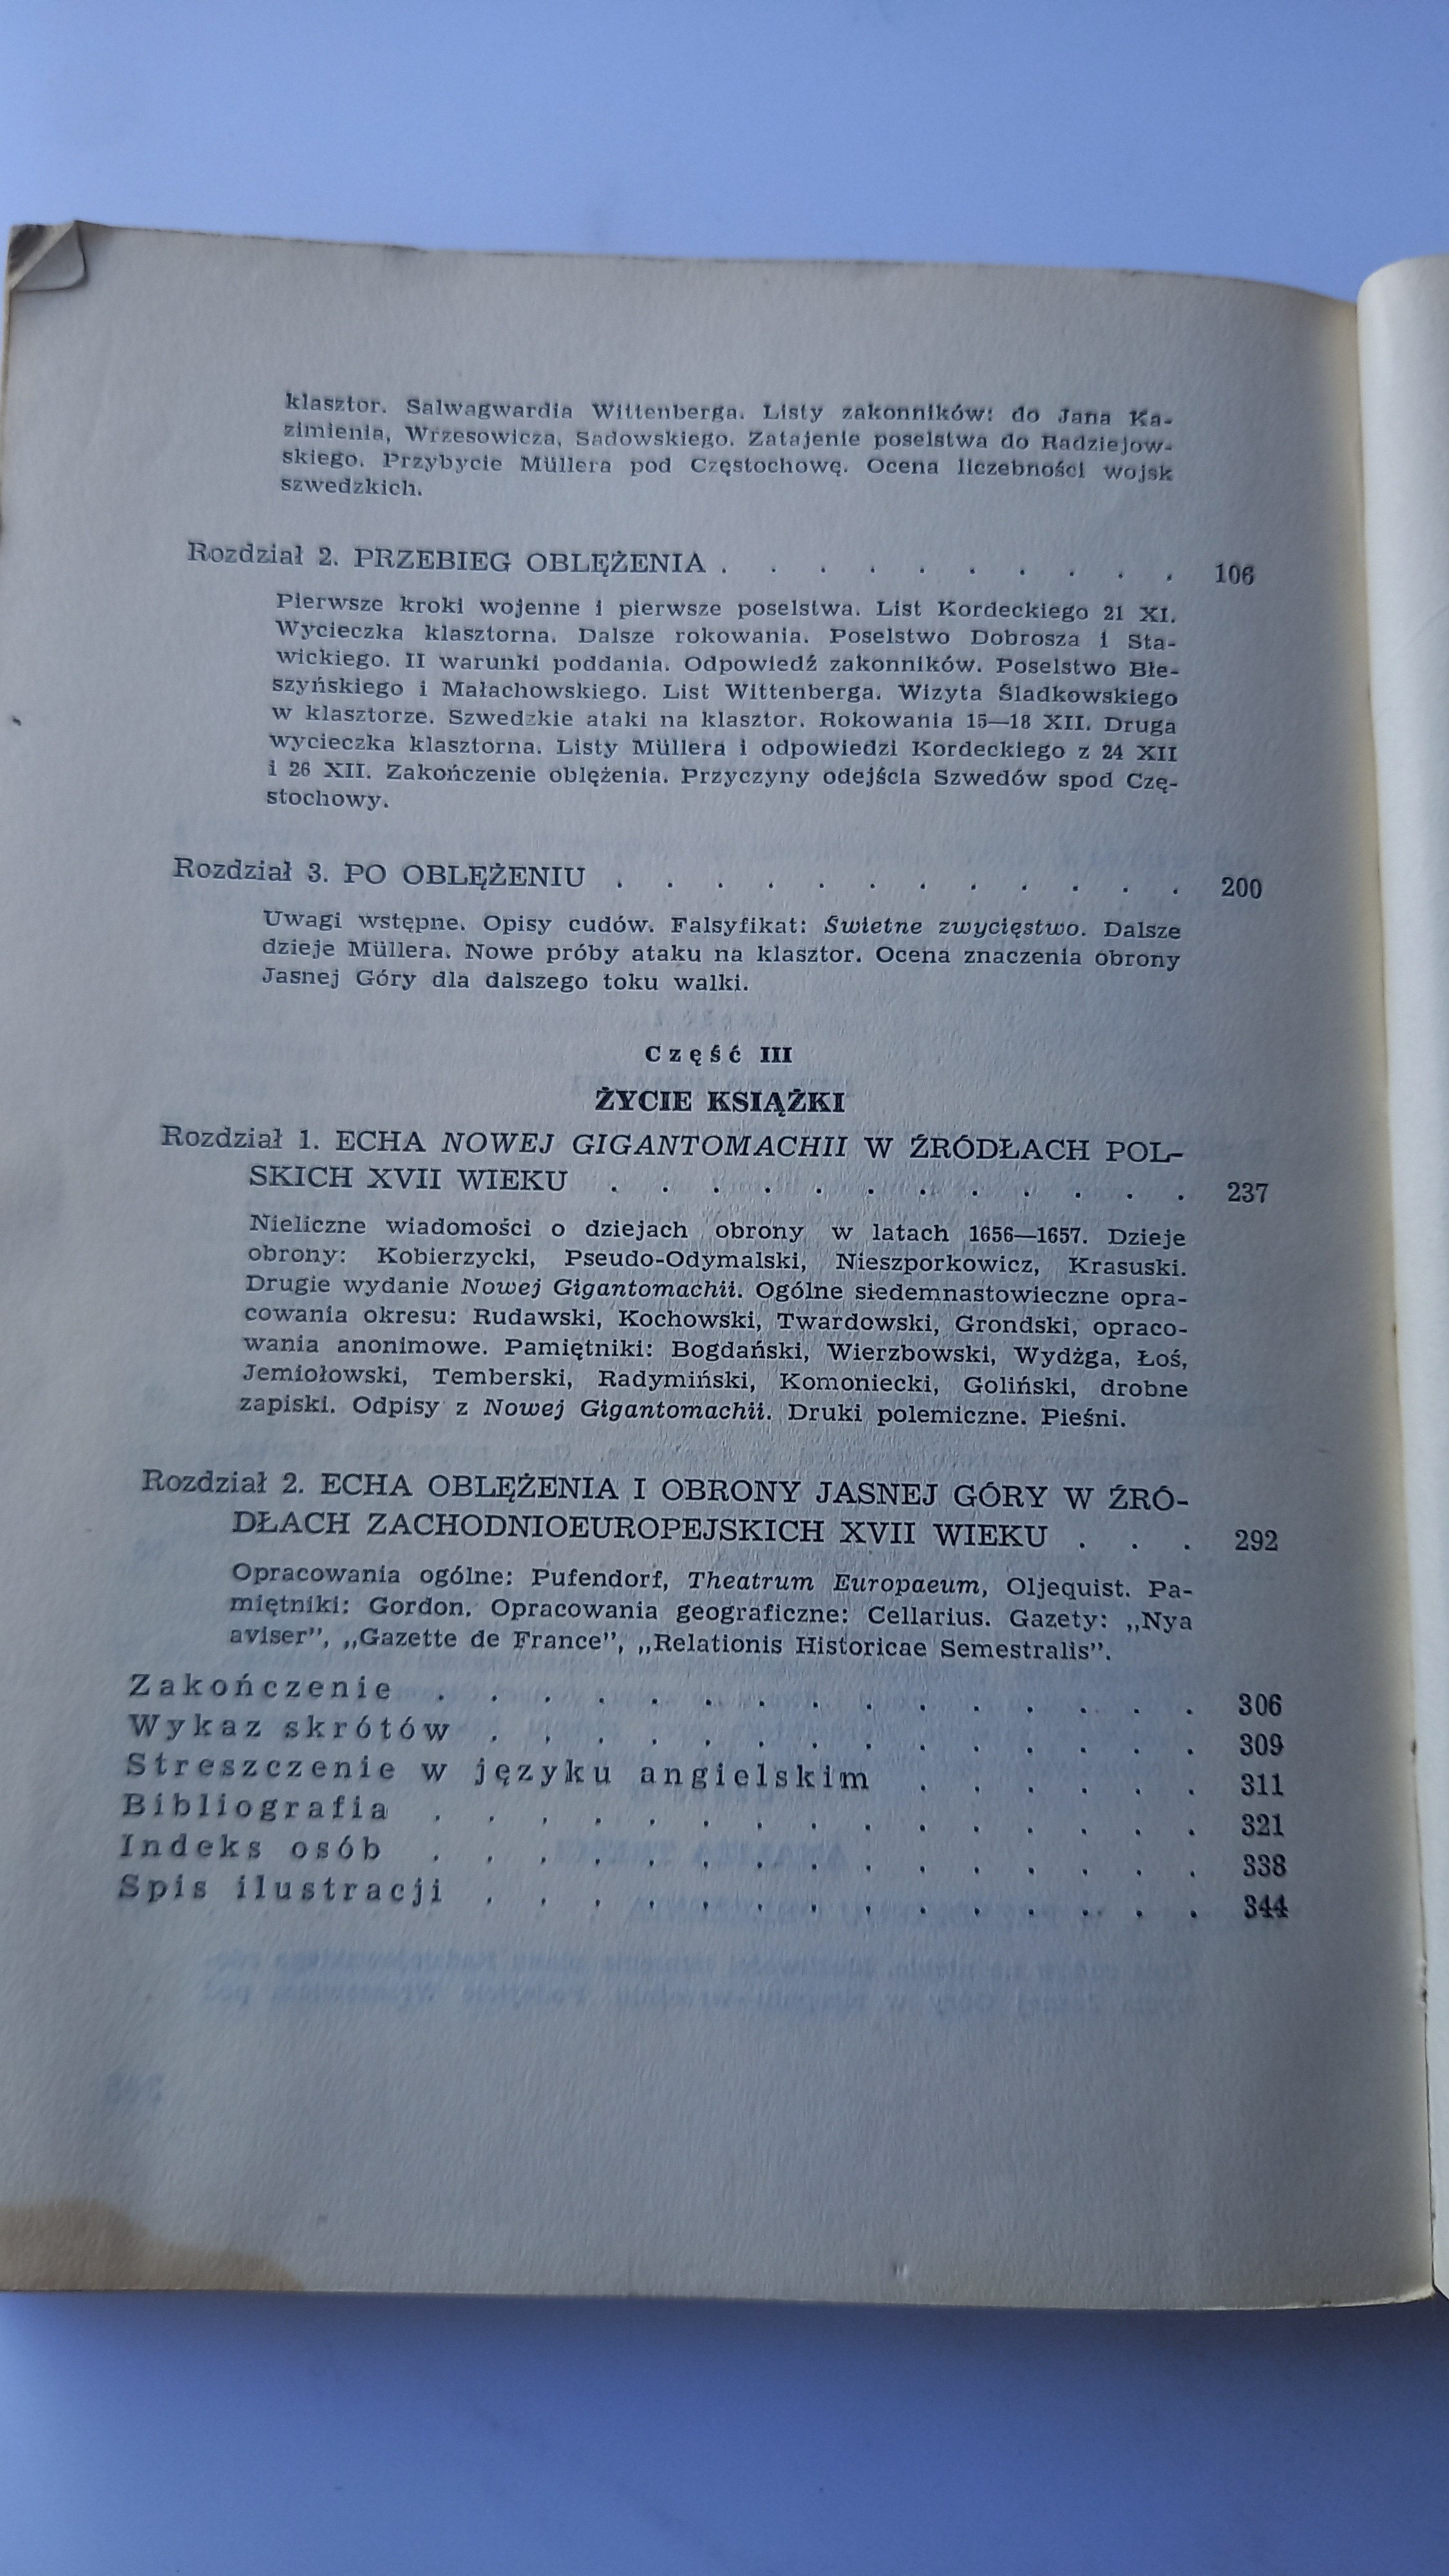 klasztor. Salwagwardia Wittenberga. Listy zakonników: do Jana Ka-
zimienia, Wrzesowicza, Sadowskiego. Zatajenie poselstwa do Radziejow-
skiego. Przybycie Müllera pod Częstochowę. Ocena liczebności wojsk
szwedzkich.
Rozdział 2. PRZEBIEG OBLĘŻENIA . . . . . . . . . . 106
Pierwsze kroki wojenne i pierwsze poselstwa. List Kordeckiego 21 XI.
Wycieczka klasztorna. Dalsze rokowania. Poselstwo Dobrosza i Sta-
wickiego. II warunki poddania. Odpowiedź zakonników. Poselstwo Błe-
szyńskiego i Małachowskiego. List Wittenberga. Wizyta Śladkowskiego
w klasztorze. Szwedzkie ataki na klasztor. Rokowania 15—18 XII. Druga
wycieczka klasztorna. Listy Müllera i odpowiedzi Kordeckiego z 24 XII
i 26 XII. Zakończenie oblężenia. Przyczyny odejścia Szwedów spod Czę-
stochowy.
Rozdział 3. PO OBLĘŻENIU . . . . . . . . . . . . 200
Uwagi wstępne. Opisy cudów. Falsyfikat: Świetne zwycięstwo. Dalsze
dzieje Müllera. Nowe próby ataku na klasztor. Ocena znaczenia obrony
Jasnej Góry dla dalszego toku walki.
Część III
ŻYCIE KSIĄŻKI
Rozdział 1. ECHA NOWEJ GIGANTOMACHII W ŹRÓDŁACH POL-
SKICH XVII WIEKU . . . . . . . . . . . . 237
Nieliczne wiadomości o dziejach obrony w latach 1656—1657. Dzieje
obrony: Kobierzycki, Pseudo-Odymalski, Nieszporkowicz, Krasuski.
Drugie wydanie Nowej Gigantomachii. Ogólne siedemnastowieczne opra-
cowania okresu: Rudawski, Kochowski, Twardowski, Grondski, opraco-
wania anonimowe. Pamiętniki: Bogdański, Wierzbowski, Wydżga, Łoś,
Jemiołowski, Temberski, Radymiński, Komoniecki, Goliński, drobne
zapiski. Odpisy z Nowej Gigantomachii. Druki polemiczne. Pieśni.
Rozdział 2. ECHA OBLĘŻENIA I OBRONY JASNEJ GÓRY W ŹRÓ-
DŁACH ZACHODNIOEUROPEJSKICH XVII WIEKU . . . 292
Opracowania ogólne: Pufendorf, Theatrum Europaeum, Oljequist. Pa-
miętniki: Gordon. Opracowania geograficzne: Cellarius. Gazety: „Nya
aviser”, „Gazette de France”, „Relationis Historicae Semestralis”.
Zakończenie . . . . . . . . . . . . . . . 306
Wykaz skrótów . . . . . . . . . . . . . . 309
Streszczenie w języku angielskim . . . . . . 311
Bibliografia . . . . . . . . . . . . . . . 321
Indeks osób . . . . . . . . . . . . . . . 338
Spis ilustracji . . . . . . . . . . . . . . 344